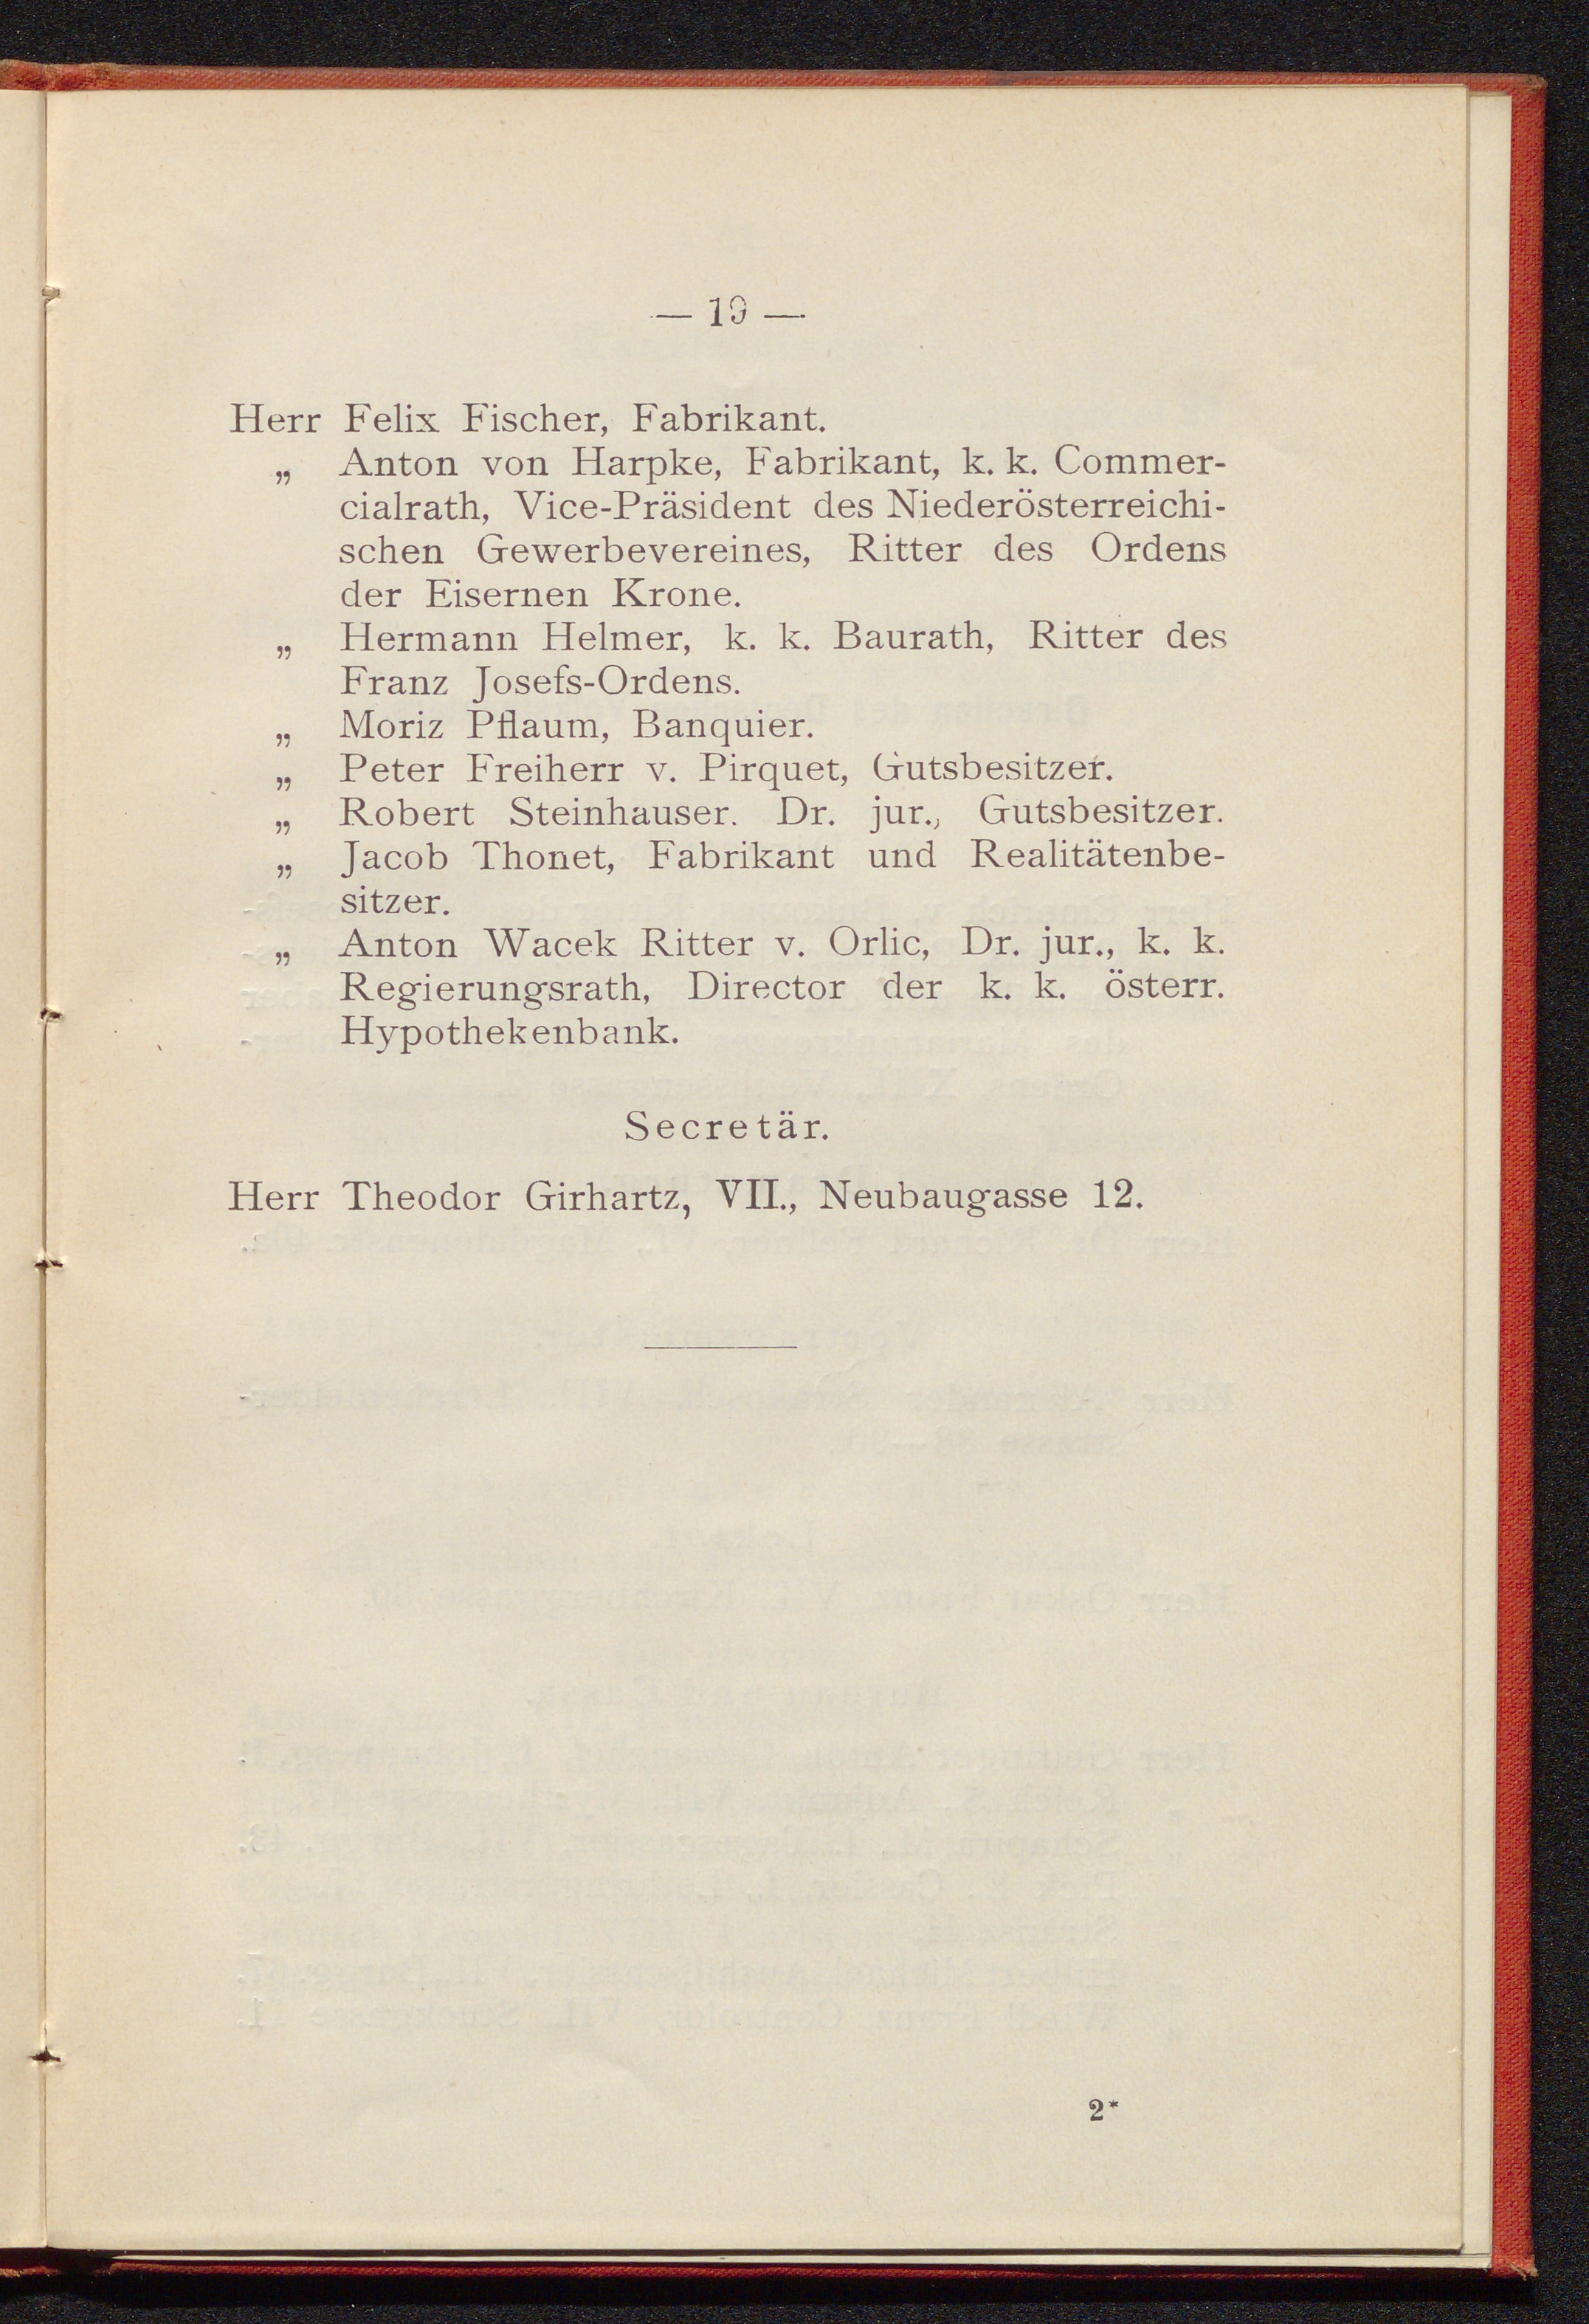 — 19 —
Herr Felix Fischer, Fabrikant.
„ Anton von Harpke, Fabrikant, k. k. Commer-
cialrath, Vice-Präsident des Niederösterreichi-
schen Gewerbevereines, Ritter des Ordens
der Eisernen Krone.
„ Hermann Helmer, k. k. Baurath, Ritter des
Franz Josefs-Ordens.
„ Moriz Pflaum, Banquier.
„ Peter Freiherr v. Pirquet, Gutsbesitzer.
„ Robert Steinhauser. Dr. jur., Gutsbesitzer.
„ Jacob Thonet, Fabrikant und Realitätenbe-
sitzer.
„ Anton Wacek Ritter v. Orlic, Dr. jur., k. k.
Regierungsrath, Director der k. k. österr.
Hypothekenbank.
Secretär.
Herr Theodor Girhartz, VII., Neubaugasse 12.
2*